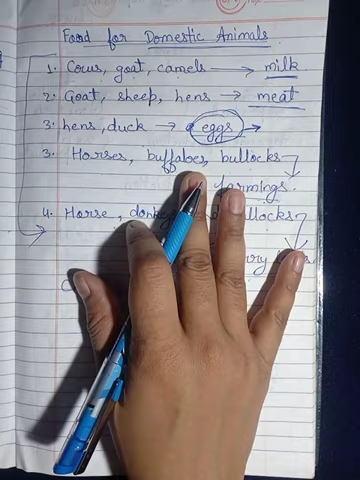 Food for Domestic Animals
1. Cows, goat, camels → milk
2. Goat, sheep, hens → meat
3. hens, duck → eggs →
3. Horses, buffaloes, bullocks
farmings.
4. Horse,